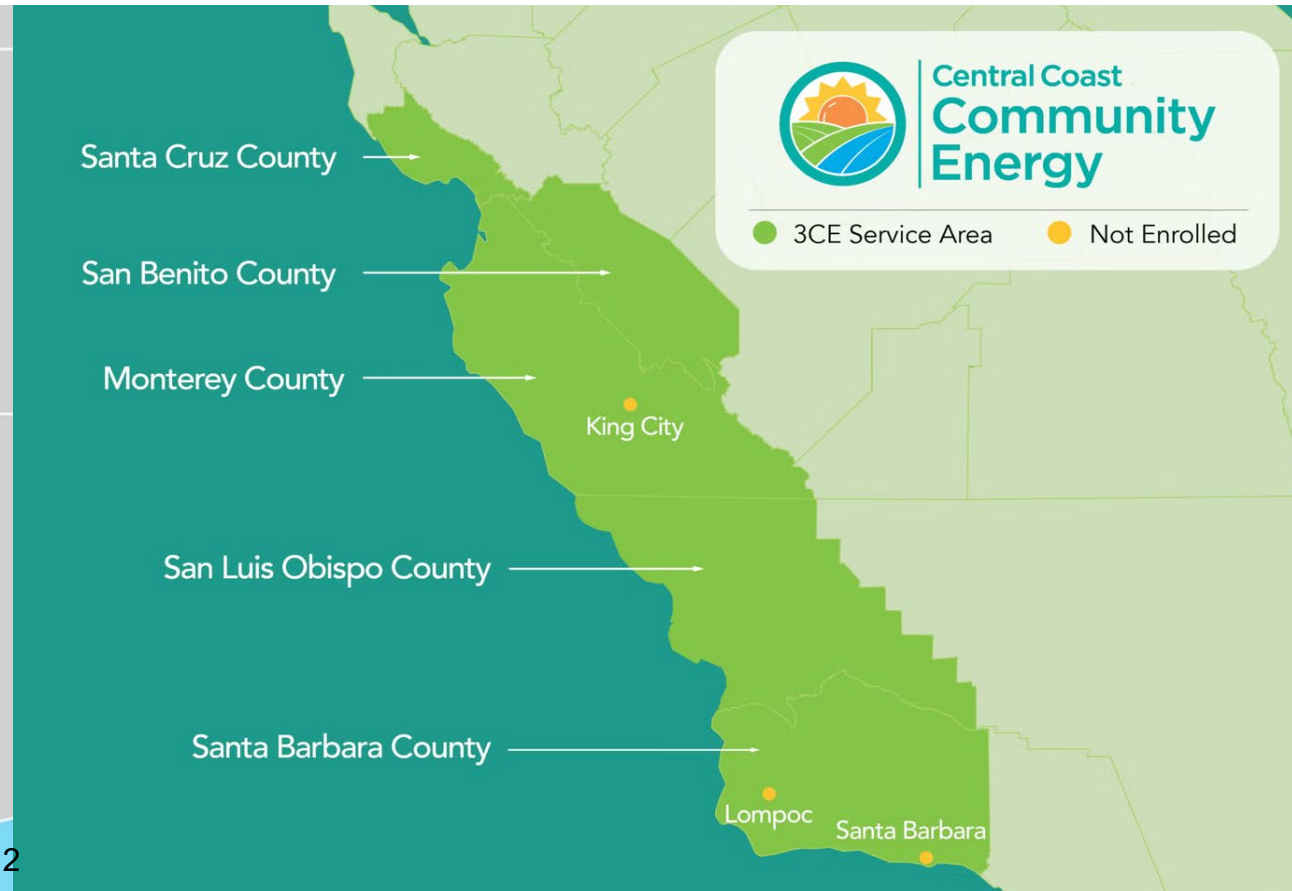 Central Coast
Community
Energy
3CE Service Area
Not Enrolled
Santa Cruz County
San Benito County
Monterey County
King City
San Luis Obispo County
Santa Barbara County
Lompoc
Santa Barbara
2